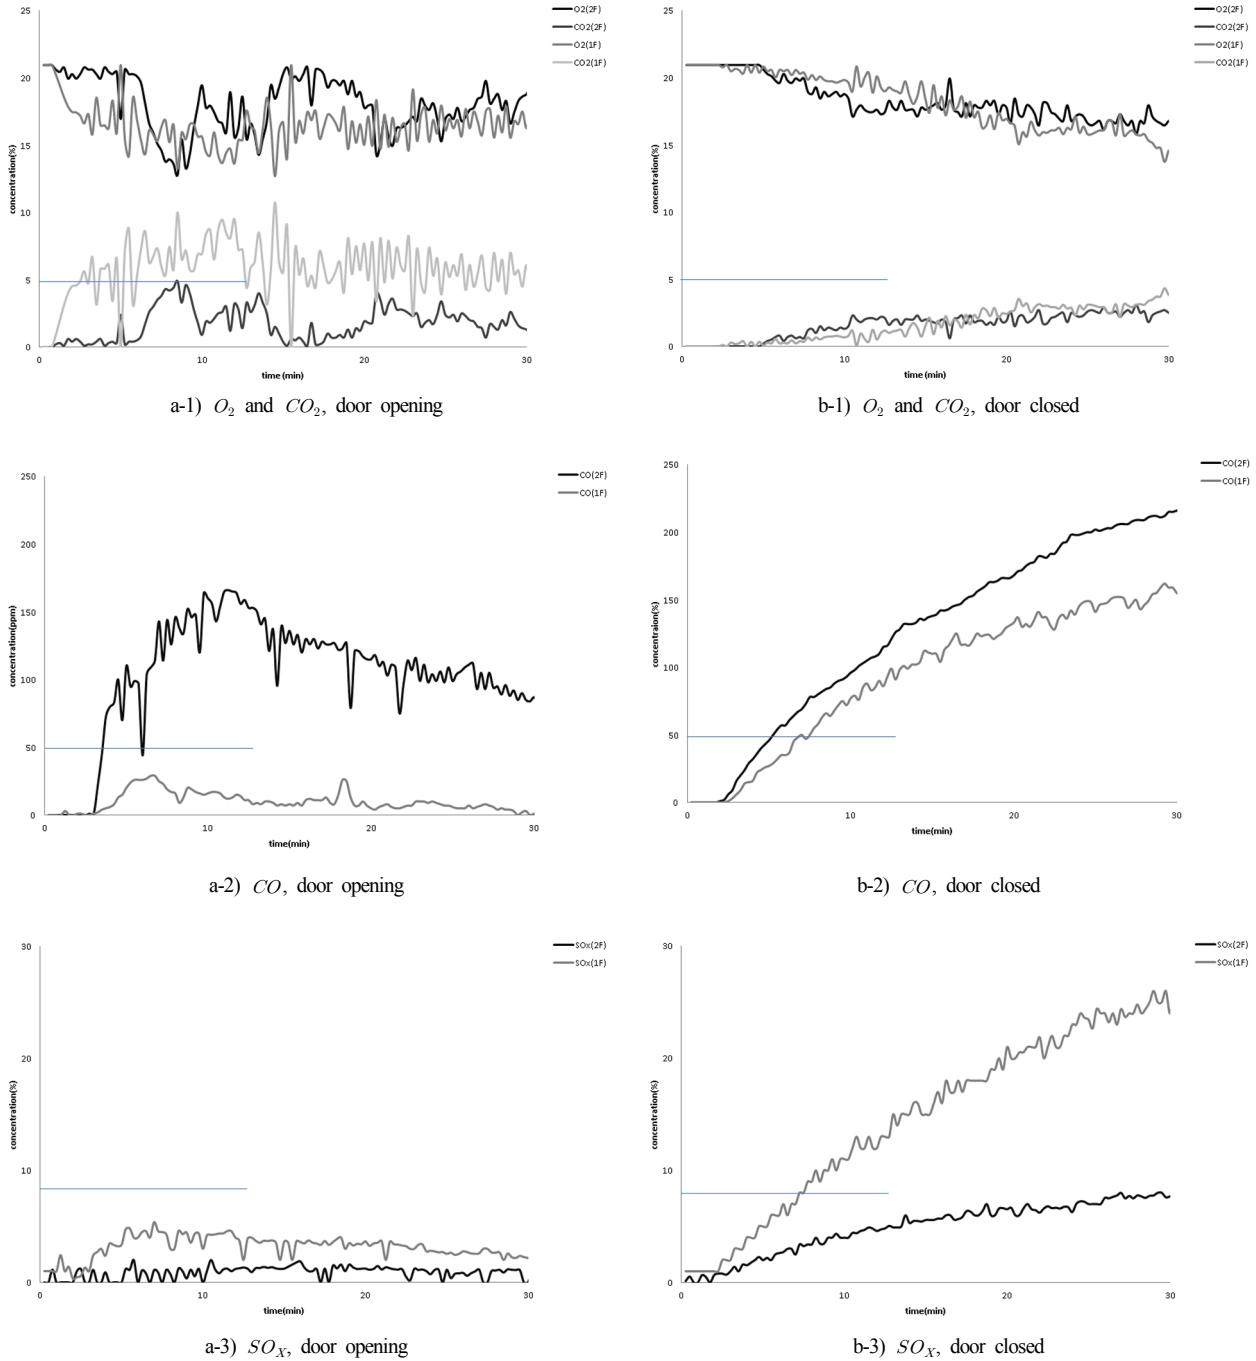 25
20
15
10
5
0
0
10
20
30
concentration(%)
time (min)
O2(2F)
CO2(2F)
O2(1F)
CO2(1F)
a-1) O2 and CO2, door opening
25
20
15
10
5
0
0
10
20
30
concentration(%)
time (min)
O2(2F)
CO2(2F)
O2(1F)
CO2(1F)
b-1) O2 and CO2, door closed
250
200
150
100
50
0
0
10
20
30
concentration(ppm)
time(min)
CO(2F)
CO(1F)
a-2) CO, door opening
250
200
150
100
50
0
0
10
20
30
concentraion(%)
time(min)
CO(2F)
CO(1F)
b-2) CO, door closed
30
20
10
0
0
10
20
30
concentration(%)
time(min)
SOx(2F)
SOx(1F)
a-3) SOX, door opening
30
20
10
0
0
10
20
30
concentration(%)
time(min)
SOx(2F)
SOx(1F)
b-3) SOX, door closed